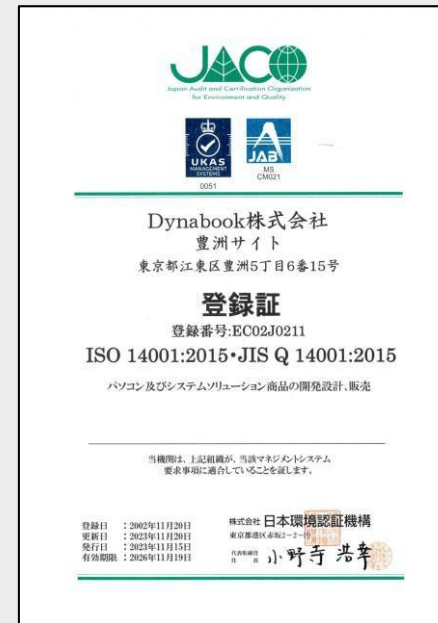 JACO
Japan Audit and Certification Organization
for Environment and Quality
UKAS
MANAGEMENT
SYSTEMS
0051
JAB
MS
CM021
Dynabook株式会社
豊洲サイト
東京都江東区豊洲5丁目6番15号
登録証
登録番号:EC02J0211
ISO 14001:2015・JIS Q 14001:2015
パソコン及びシステムソリューション商品の開発設計、販売
当機関は、上記組織が、当該マネジメントシステム
要求事項に適合していることを証します。
登録日 :2002年11月20日
更新日 :2023年11月20日
発行日 :2023年11月15日
有効期限 :2026年11月19日
株式会社 日本環境認証機構
東京都港区赤坂2-2-19
代表取締役
社長 小野寺 浩幸